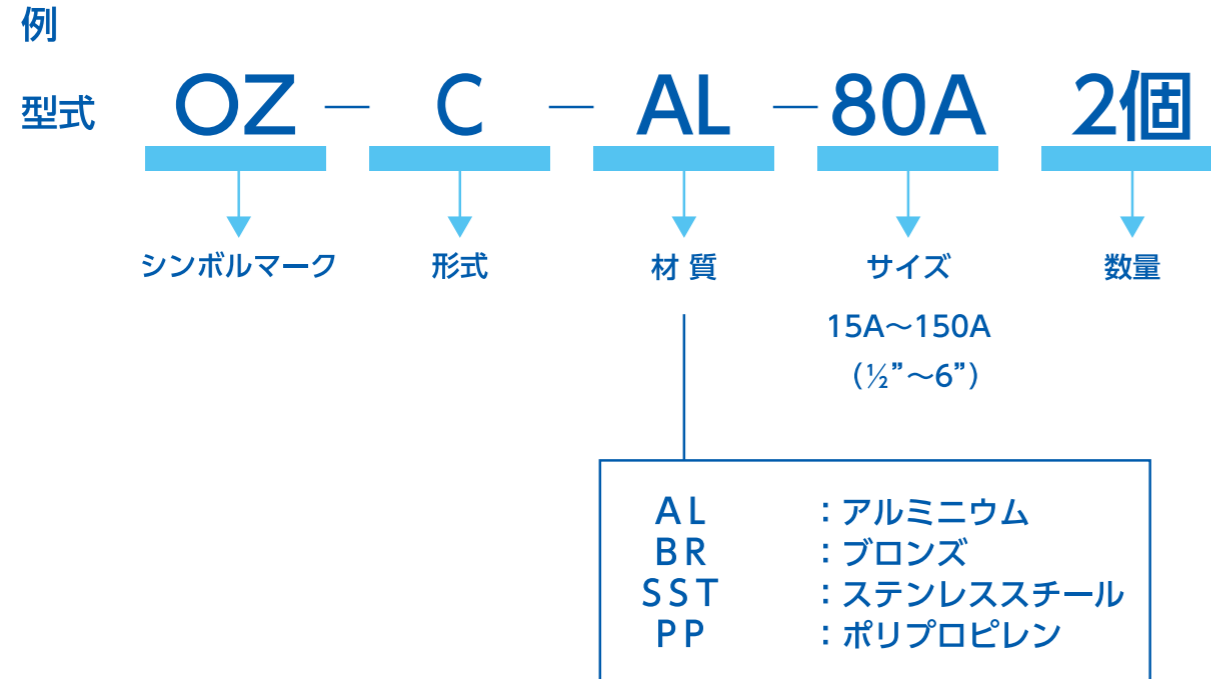 例
型式 OZ － C － AL － 80A 2個
シンボルマーク 形式 材 質 サイズ 数量
15A～150A
（½”～6”）
AL ：アルミニウム
BR ：ブロンズ
SST ：ステンレススチール
PP ：ポリプロピレン